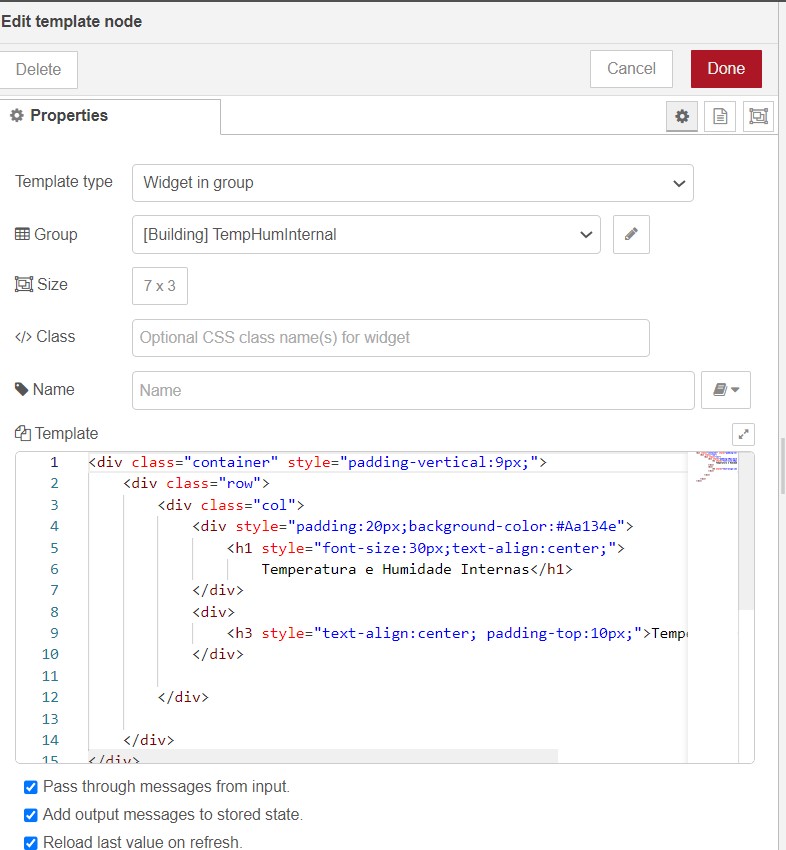 Edit template node
Delete
Cancel
Done
Properties
Template type
Widget in group
Group
[Building] TempHumInternal
Size
7 x 3
</> Class
Optional CSS class name(s) for widget
Name
Name
Template
1 <div class="container" style="padding-vertical:9px;">
2 <div class="row">
3 <div class="col">
4 <div style="padding:20px;background-color:#Aa134e">
5 <h1 style="font-size:30px;text-align:center;">
6 Temperatura e Humidade Internas</h1>
7 </div>
8 <div>
9 <h3 style="text-align:center; padding-top:10px;">Temp
10 </div>
11
12 </div>
13
14 </div>
15 </div>
Pass through messages from input.
Add output messages to stored state.
Reload last value on refresh.